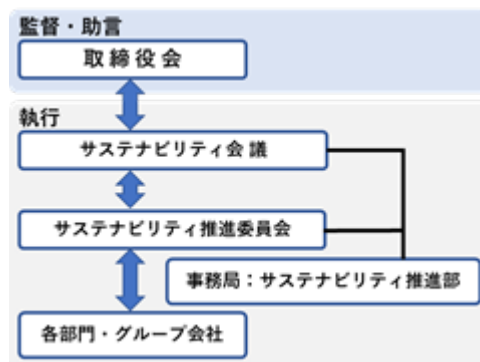 監督・助言
取締役会
執行
サステナビリティ会議
サステナビリティ推進委員会
事務局：サステナビリティ推進部
各部門・グループ会社